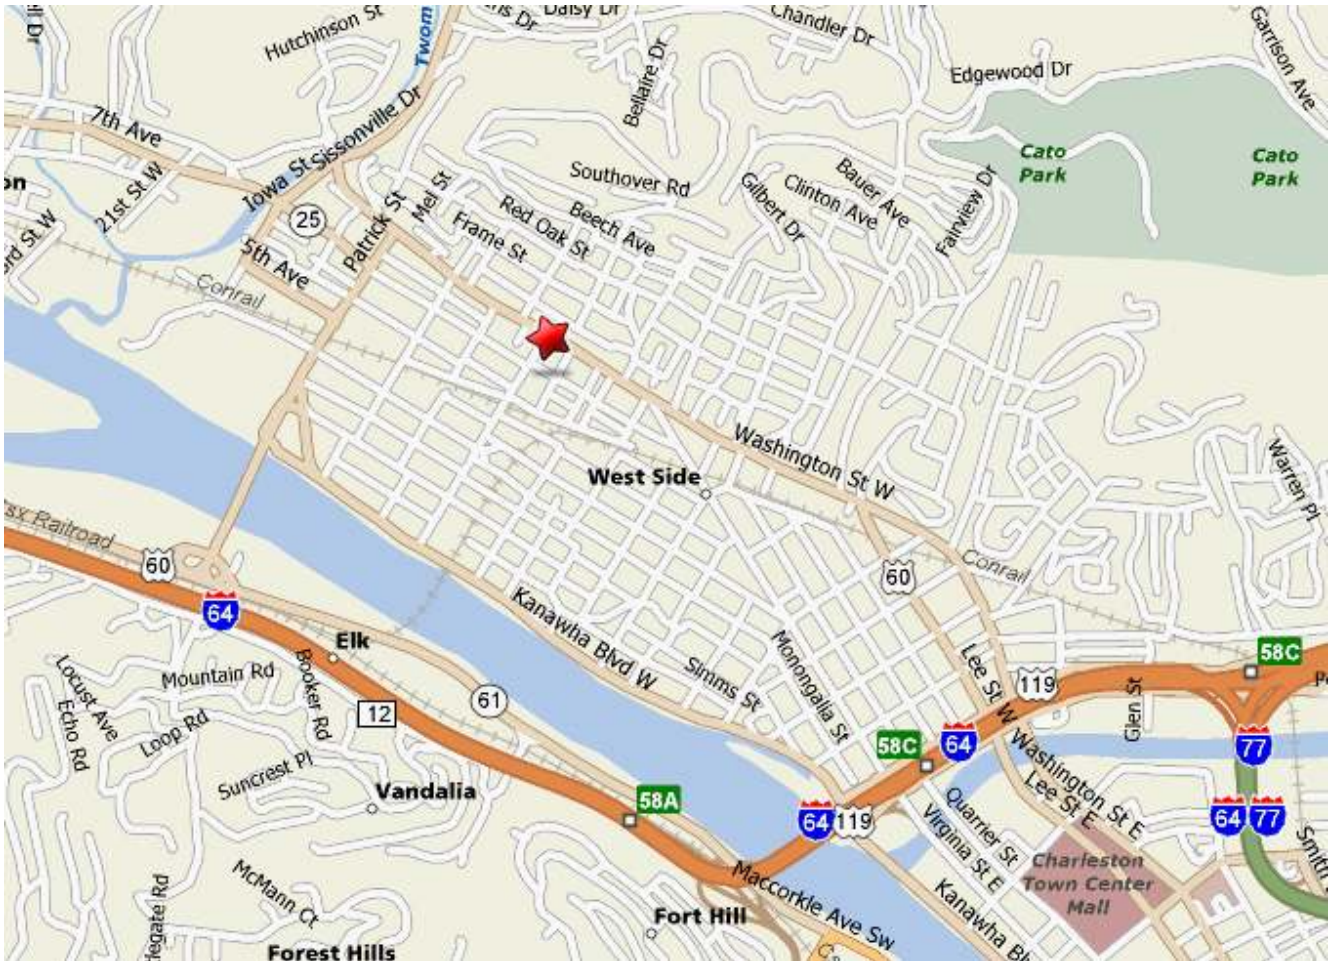 Hutchinson St
Daisy Dr
Chandler Dr
Garrison Ave
Bellaire Dr
Edgewood Dr
7th Ave
Sissonville Dr
Iowa St
21st St W
Southover Rd
Cato
Park
Cato
Park
Bauer Ave
Clinton Ave
Gilbert Dr
Fairview Dr
Mel St
Patrick St
25
Red Oak St
Beech Ave
Frame St
5th Ave
Conrail
Washington St W
West Side
Warren Pl
Railroad
60
64
Conrail
60
Kanawha Blvd W
Elk
Mountain Rd
Booker Rd
Locust Ave
Echo Rd
Loop Rd
Simms St
Monongalia St
Lee St W
119
58C
61
12
Glen St
58C
64
77
Suncrest Pl
Vandalia
58A
64
119
Washington St E
Lee St E
Quarrier St
Virginia St E
64
77
Charleston
Town Center
Mall
McMann Ct
Maccorkle Ave Sw
Fort Hill
Forest Hills